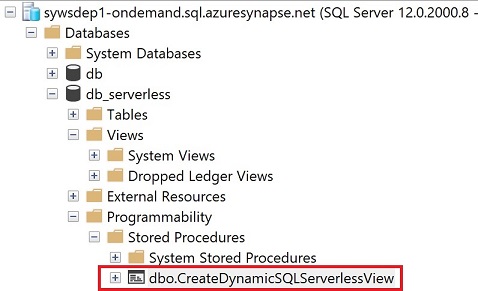 sywsdep1-ondemand.sql.azuresynapse.net (SQL Server 12.0.2000.8 -
Databases
System Databases
db
db_serverless
Tables
Views
System Views
Dropped Ledger Views
External Resources
Programmability
Stored Procedures
System Stored Procedures
dbo.CreateDynamicSQLServerlessView